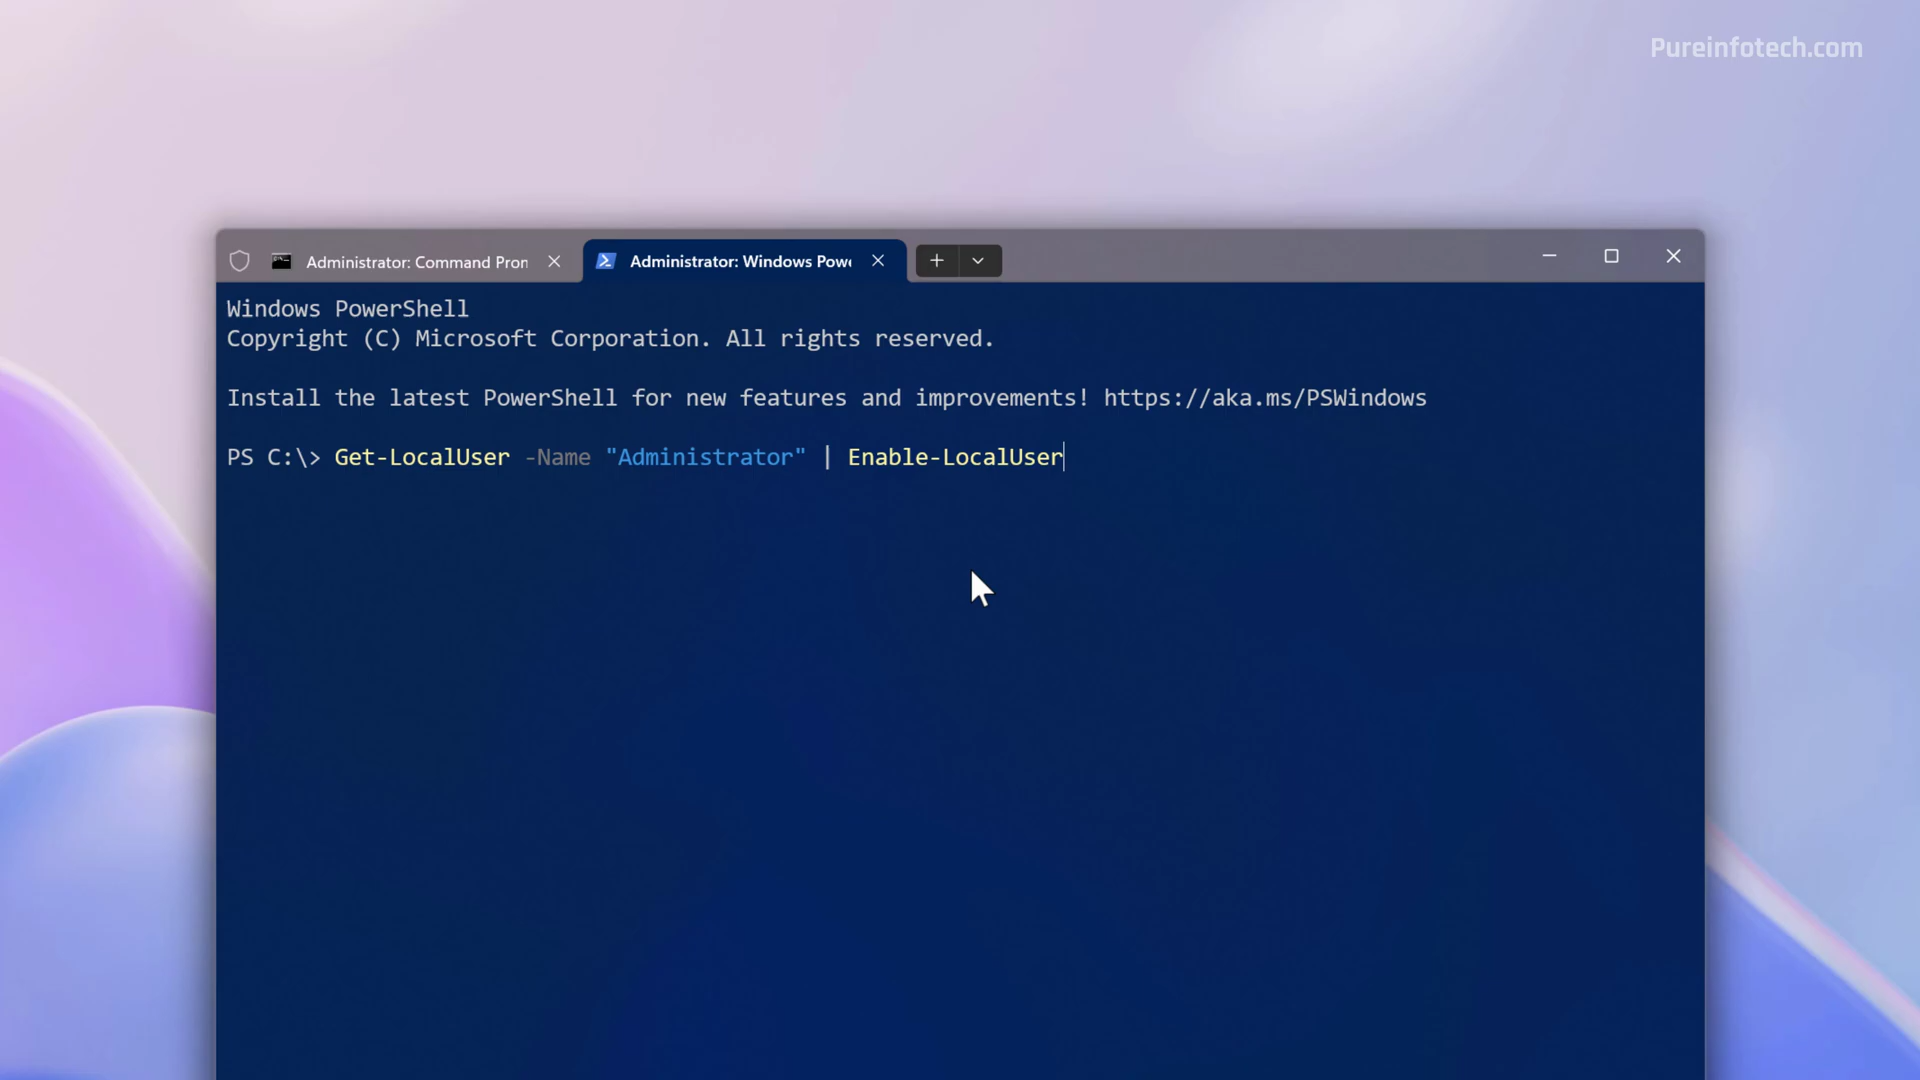 Pureinfotech.com
Administrator: Command Pron
Administrator: Windows Powe
Windows PowerShell
Copyright (C) Microsoft Corporation. All rights reserved.
Install the latest PowerShell for new features and improvements! https://aka.ms/PSWindows
PS C:\> Get-LocalUser -Name "Administrator" | Enable-LocalUser